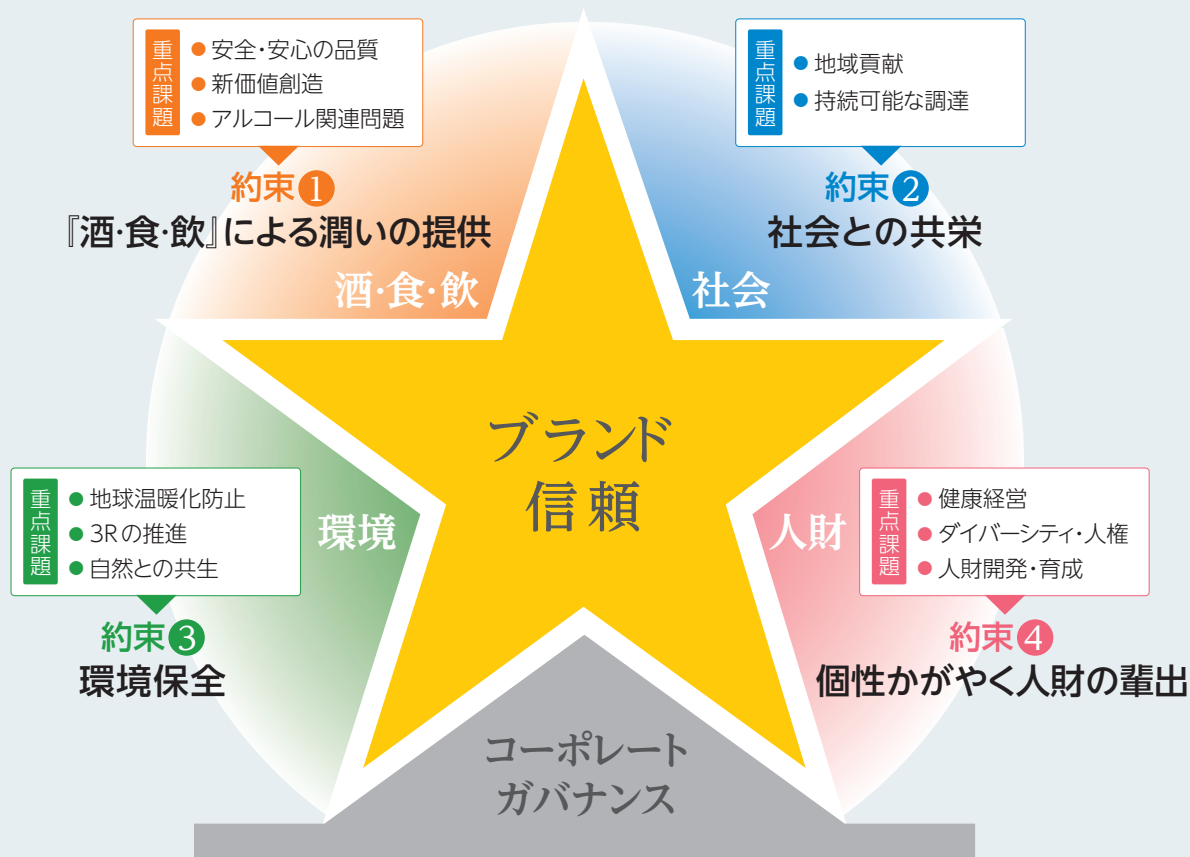 重点課題
●安全・安心の品質
●新価値創造
●アルコール関連問題
約束❶
『酒・食・飲』による潤いの提供
酒・食・飲
重点課題
●地域貢献
●持続可能な調達
約束❷
社会との共栄
社会
ブランド
信頼
重点課題
●地球温暖化防止
●3Rの推進
●自然との共生
約束❸
環境保全
環境
重点課題
●健康経営
●ダイバーシティ・人権
●人財開発・育成
約束❹
個性かがやく人財の輩出
人財
コーポレート
ガバナンス